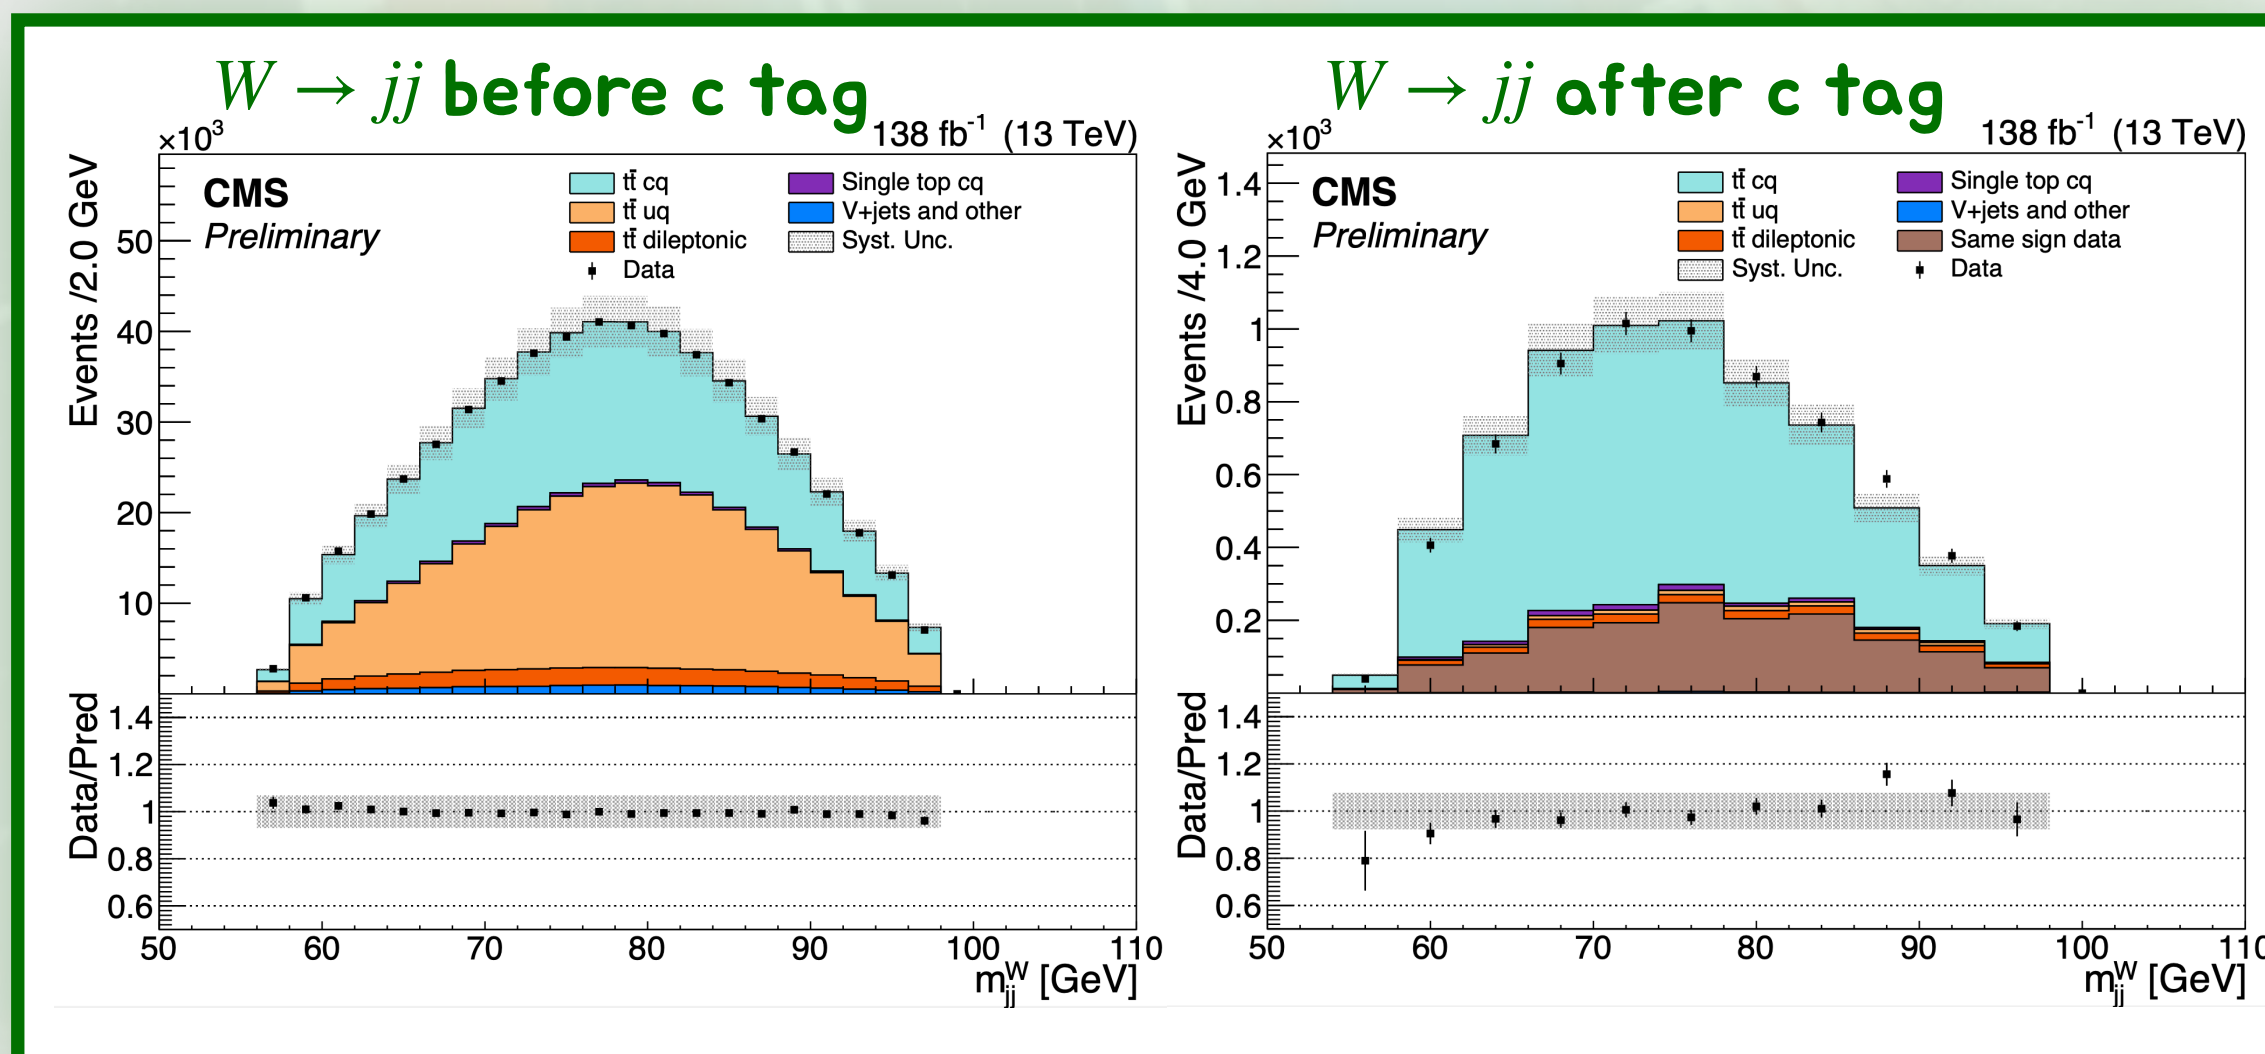 W → jj before c tag
×10³ 138 fb⁻¹ (13 TeV)
CMS
Preliminary
tt̄ cq
tt̄ uq
tt̄ dileptonic
Data
Single top cq
V+jets and other
Syst. Unc.
Events /2.0 GeV
50
40
30
20
10
Data/Pred
1.4
1.2
1
0.8
0.6
50 60 70 80 90 100 110
m_jj^W [GeV]
W → jj after c tag
×10³ 138 fb⁻¹ (13 TeV)
CMS
Preliminary
tt̄ cq
tt̄ uq
tt̄ dileptonic
Syst. Unc.
Single top cq
V+jets and other
Same sign data
Data
Events /4.0 GeV
1.4
1.2
1
0.8
0.6
0.4
0.2
Data/Pred
1.4
1.2
1
0.8
0.6
50 60 70 80 90 100 110
m_jj^W [GeV]